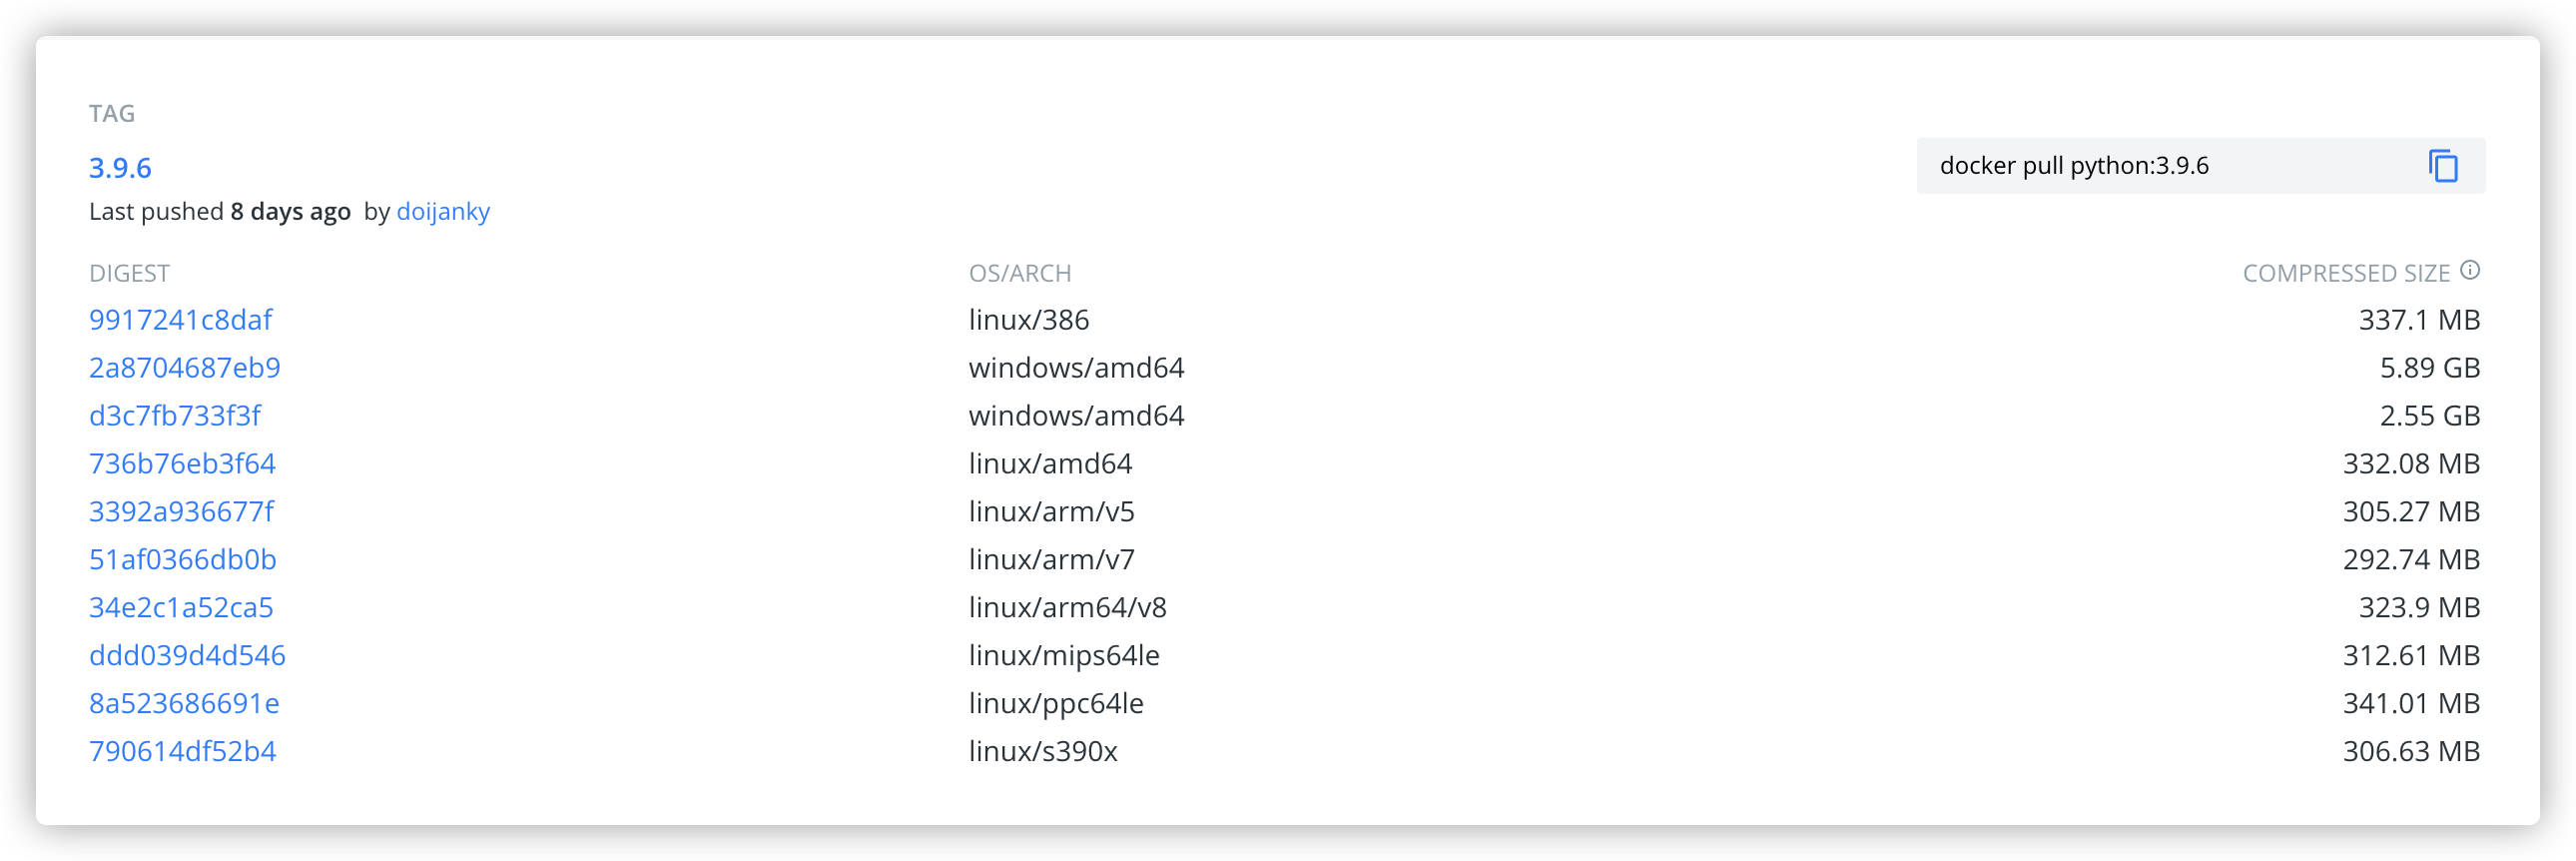 TAG
3.9.6
docker pull python:3.9.6
Last pushed 8 days ago by doijanky
DIGEST OS/ARCH COMPRESSED SIZE
9917241c8daf linux/386 337.1 MB
2a8704687eb9 windows/amd64 5.89 GB
d3c7fb733f3f windows/amd64 2.55 GB
736b76eb3f64 linux/amd64 332.08 MB
3392a936677f linux/arm/v5 305.27 MB
51af0366db0b linux/arm/v7 292.74 MB
34e2c1a52ca5 linux/arm64/v8 323.9 MB
ddd039d4d546 linux/mips64le 312.61 MB
8a523686691e linux/ppc64le 341.01 MB
790614df52b4 linux/s390x 306.63 MB